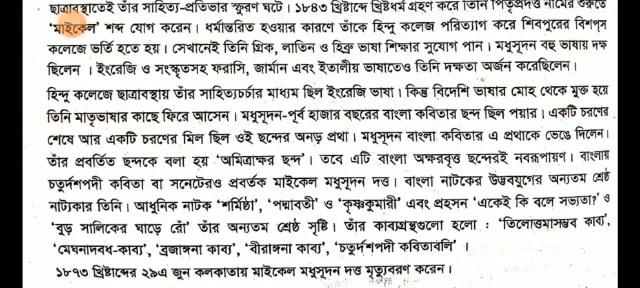 ছাত্রাবস্থাতেই তাঁর সাহিত্য-প্রতিভার স্ফুরণ ঘটে। ১৮৪৩ খ্রিষ্টাব্দে খ্রিষ্টধর্ম গ্রহণ করে তিনি পিতৃপ্রদত্ত নামের শুরুতে
'মাইকেল' শব্দ যোগ করেন। ধর্মান্তরিত হওয়ার কারণে তাঁকে হিন্দু কলেজ পরিত্যাগ করে শিবপুরের বিশপস
কলেজে ভর্তি হতে হয়। সেখানেই তিনি গ্রিক, লাতিন ও হিব্রু ভাষা শিক্ষার সুযোগ পান। মধুসূদন বহু ভাষায় দক্ষ
ছিলেন । ইংরেজি ও সংস্কৃতসহ ফরাসি, জার্মান এবং ইতালীয় ভাষাতেও তিনি দক্ষতা অর্জন করেছিলেন।
হিন্দু কলেজে ছাত্রাবস্থায় তাঁর সাহিত্যচর্চার মাধ্যম ছিল ইংরেজি ভাষা। কিন্তু বিদেশি ভাষার মোহ থেকে মুক্ত হয়ে
তিনি মাতৃভাষার কাছে ফিরে আসেন। মধুসূদন-পূর্ব হাজার বছরের বাংলা কবিতার ছন্দ ছিল পয়ার। একটি চরণের
শেষে আর একটি চরণের মিল ছিল ওই ছন্দের অনড় প্রথা। মধুসূদন বাংলা কবিতার এ প্রথাকে ভেঙে দিলেন।
তাঁর প্রবর্তিত ছন্দকে বলা হয় 'অমিত্রাক্ষর ছন্দ'। তবে এটি বাংলা অক্ষরবৃত্ত ছন্দেরই নবরূপায়ণ। বাংলায়
চতুর্দশপদী কবিতা বা সনেটেরও প্রবর্তক মাইকেল মধুসূদন দত্ত। বাংলা নাটকের উদ্ভবযুগের অন্যতম শ্রেষ্ঠ
নাট্যকার তিনি। আধুনিক নাটক 'শর্মিষ্ঠা', 'পদ্মাবতী' ও 'কৃষ্ণকুমারী' এবং প্রহসন 'একেই কি বলে সভ্যতা?' ও
'বুড় সালিকের ঘাড়ে রোঁ' তাঁর অন্যতম শ্রেষ্ঠ সৃষ্টি। তাঁর কাব্যগ্রন্থগুলো হলো : 'তিলোত্তমাসম্ভব কাব্য',
'মেঘনাদবধ-কাব্য', 'ব্রজাঙ্গনা কাব্য', 'বীরাঙ্গনা কাব্য', 'চতুর্দশপদী কবিতাবলি' ।
১৮৭৩ খ্রিষ্টাব্দের ২৯এ জুন কলকাতায় মাইকেল মধুসূদন দত্ত মৃত্যুবরণ করেন।